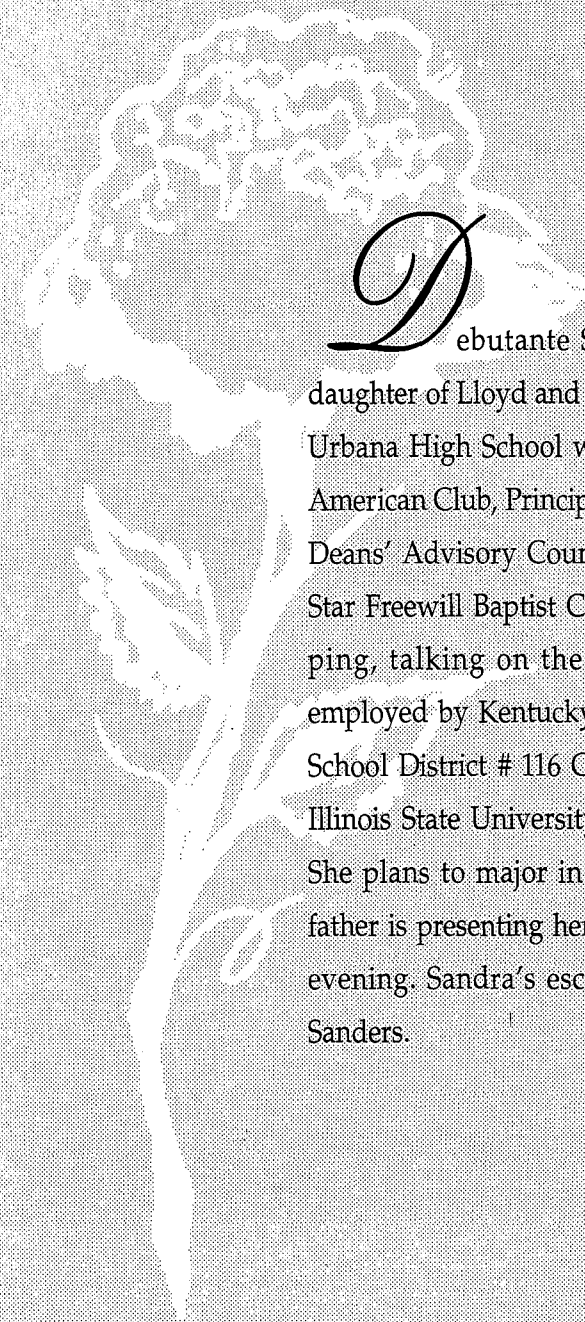 Debutante S
daughter of Lloyd and
Urbana High School w
American Club, Princip
Deans' Advisory Coun
Star Freewill Baptist C
ping, talking on the
employed by Kentucky
School District # 116 C
Illinois State Universit
She plans to major in
father is presenting her
evening. Sandra's esc
Sanders.